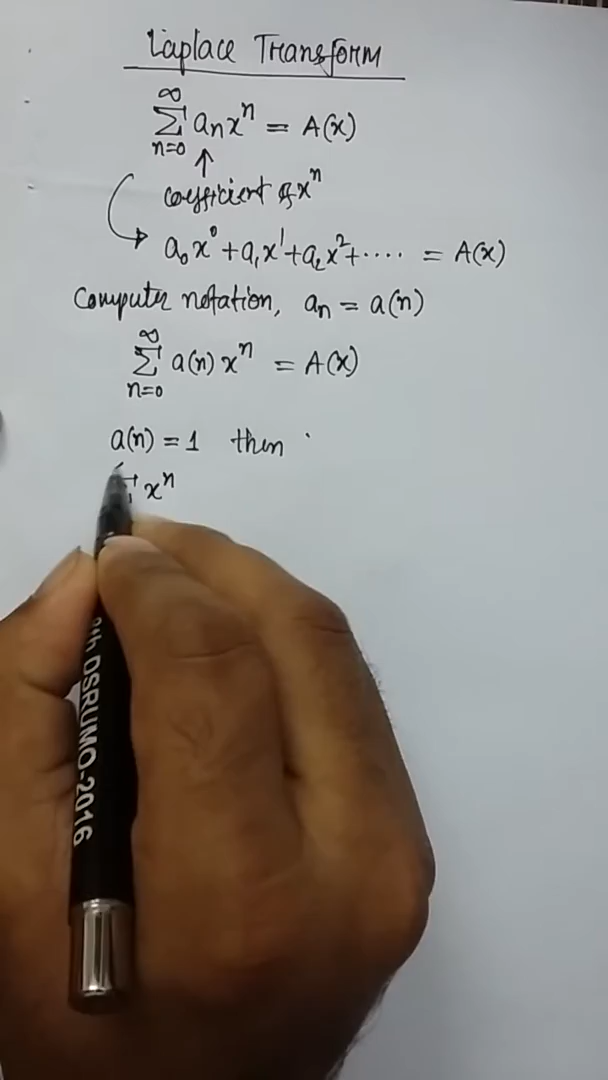 Laplace Transform
∞
Σ aₙxⁿ = A(x)
n=0
coefficient of xⁿ
a₀x⁰ + a₁x¹ + a₂x² + ···· = A(x)
Computer notation, aₙ = a(n)
∞
Σ a(n) xⁿ = A(x)
n=0
a(n) = 1 then
Σ xⁿ
DSRUMO-2016